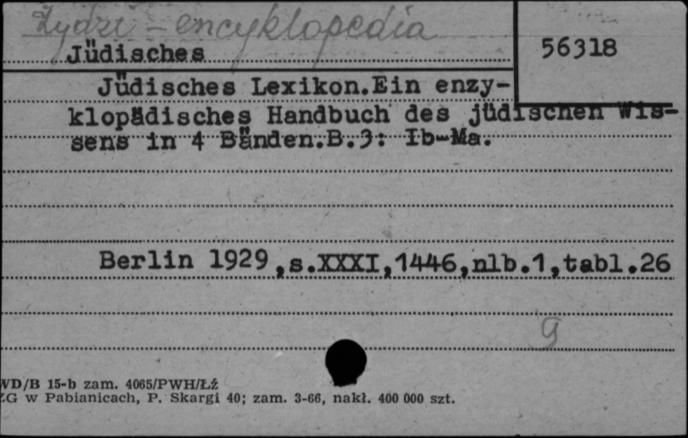 Żydzi - encyklopedia
Jüdisches
56318
Jüdisches Lexikon.Ein enzy-
klopädisches Handbuch des jüdischen Wis-
sens in 4 Bänden.B.3: Ib-Ma.
Berlin 1929,s.XXXI,1446,nlb.1,tabl.26
g
WD/B 15-b zam. 4065/PWH/Łź
ZG w Pabianicach, P. Skargi 40; zam. 3-66, nakł. 400 000 szt.